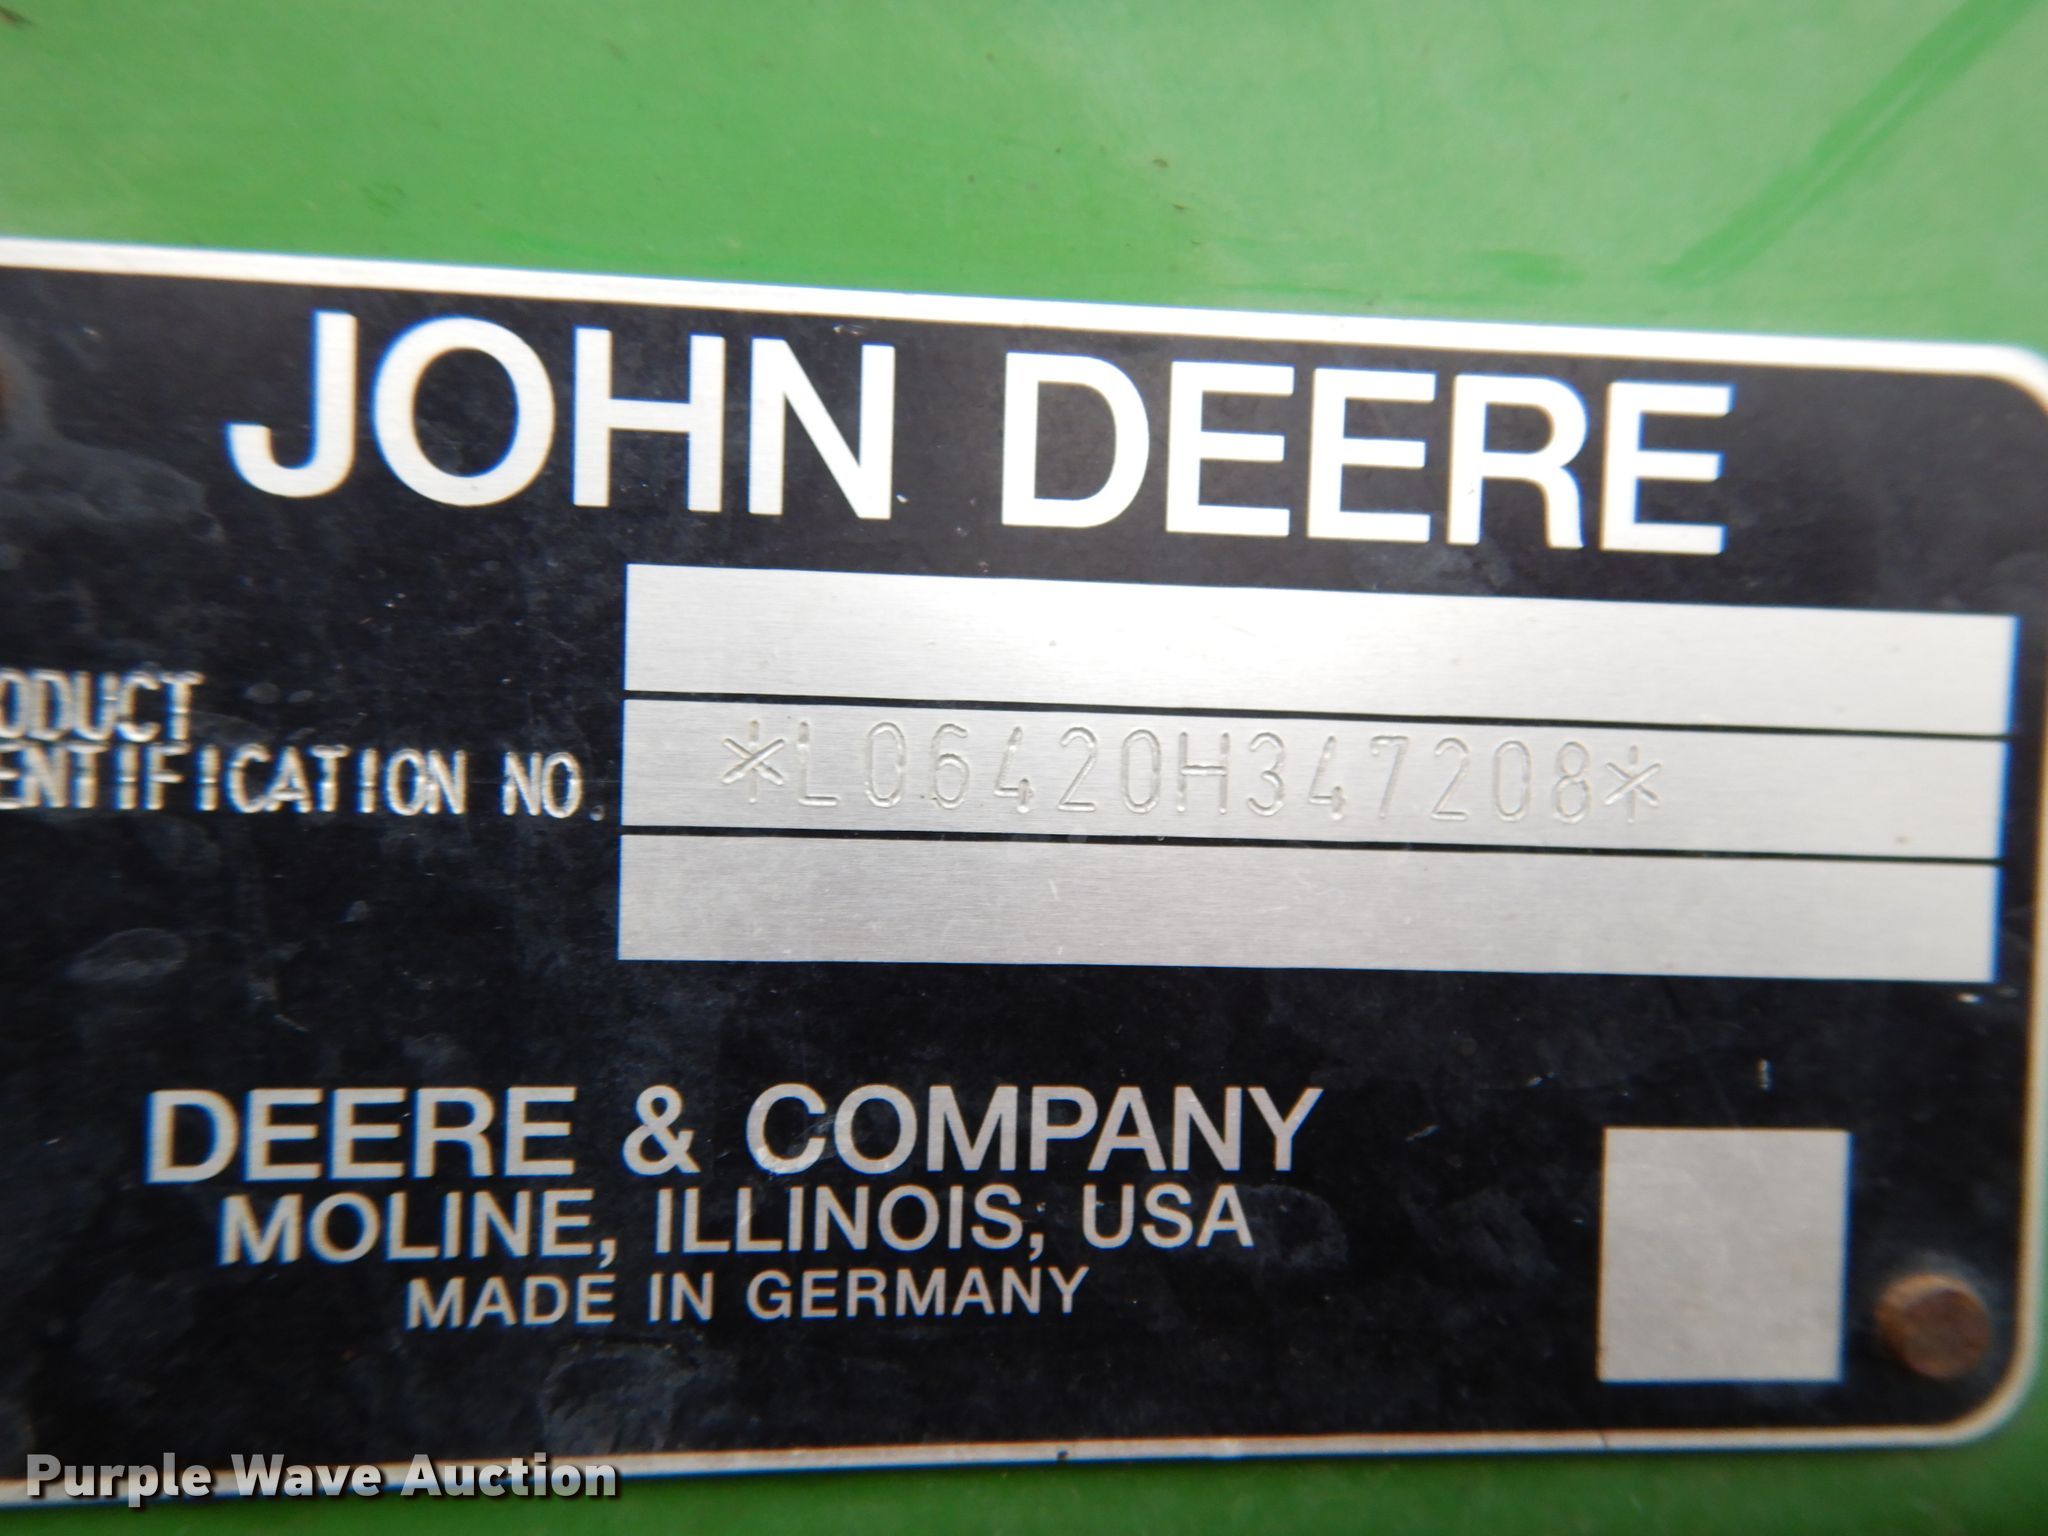 JOHN DEERE
ODUCT
ENTIFICATION NO.
*L06420H347208*
DEERE & COMPANY
MOLINE, ILLINOIS, USA
MADE IN GERMANY
Purple Wave Auction